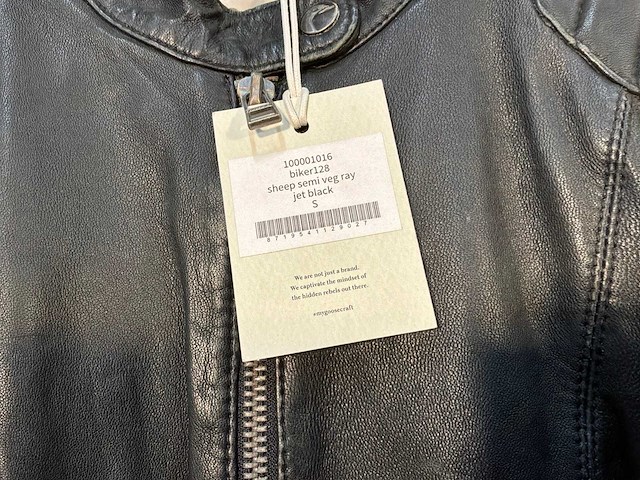 100001016
biker128
sheep semi veg ray
jet black
S
8719541129027
We are not just a brand.
We captivate the mindset of
the hidden rebels out there.
#mygoosecraft